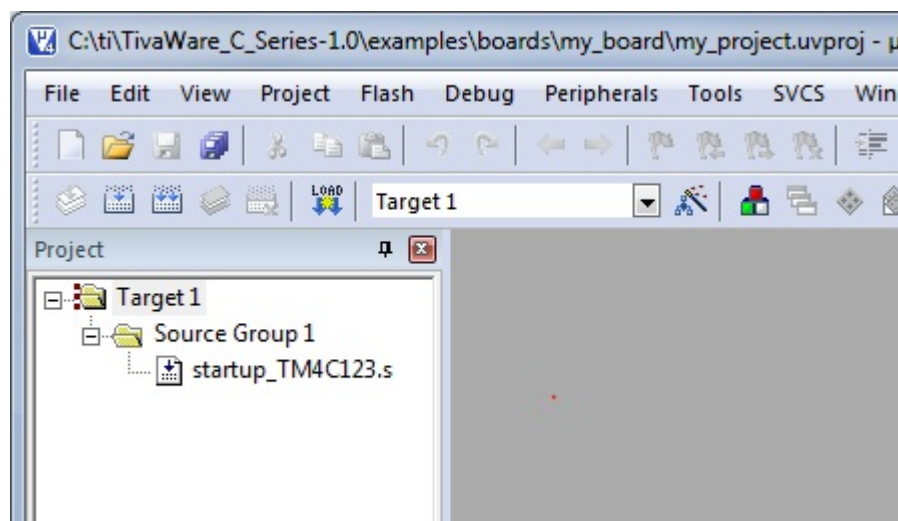 C:\ti\TivaWare_C_Series-1.0\examples\boards\my_board\my_project.uvproj - µ
File Edit View Project Flash Debug Peripherals Tools SVCS Win
LOAD Target 1
Project
Target 1
Source Group 1
startup_TM4C123.s